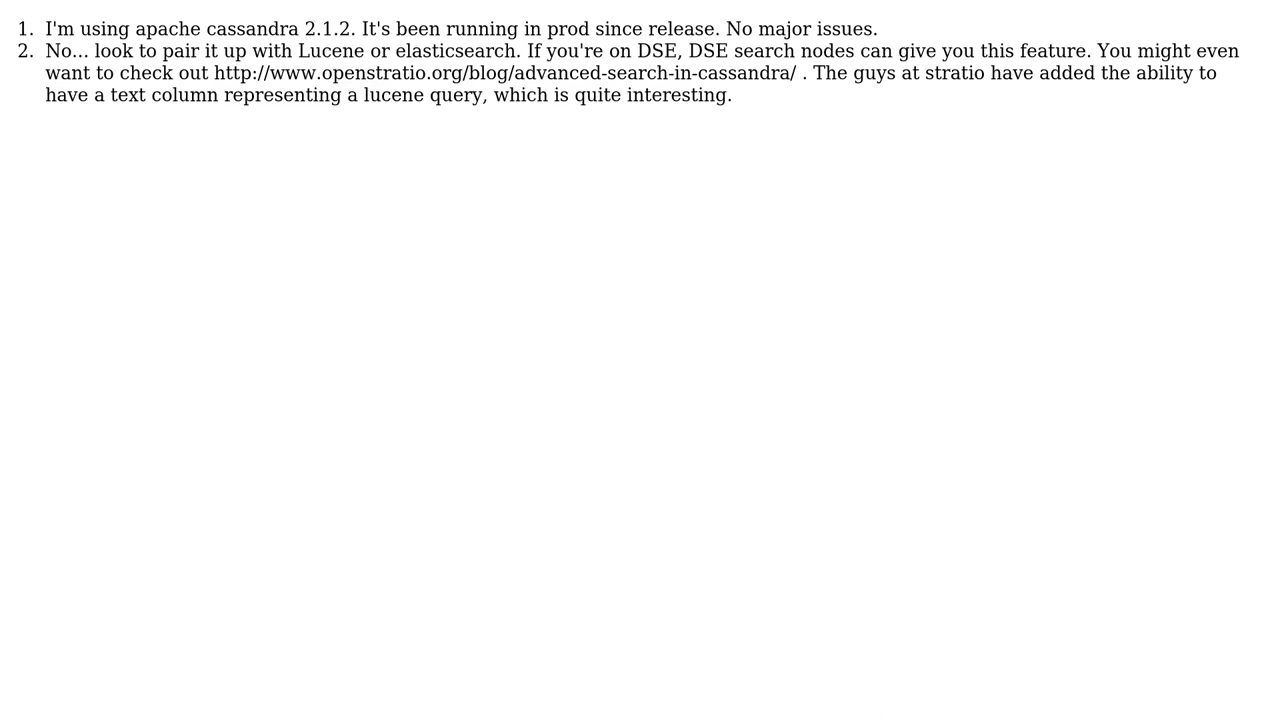 1. I'm using apache cassandra 2.1.2. It's been running in prod since release. No major issues.
2. No... look to pair it up with Lucene or elasticsearch. If you're on DSE, DSE search nodes can give you this feature. You might even
want to check out http://www.openstratio.org/blog/advanced-search-in-cassandra/ . The guys at stratio have added the ability to
have a text column representing a lucene query, which is quite interesting.